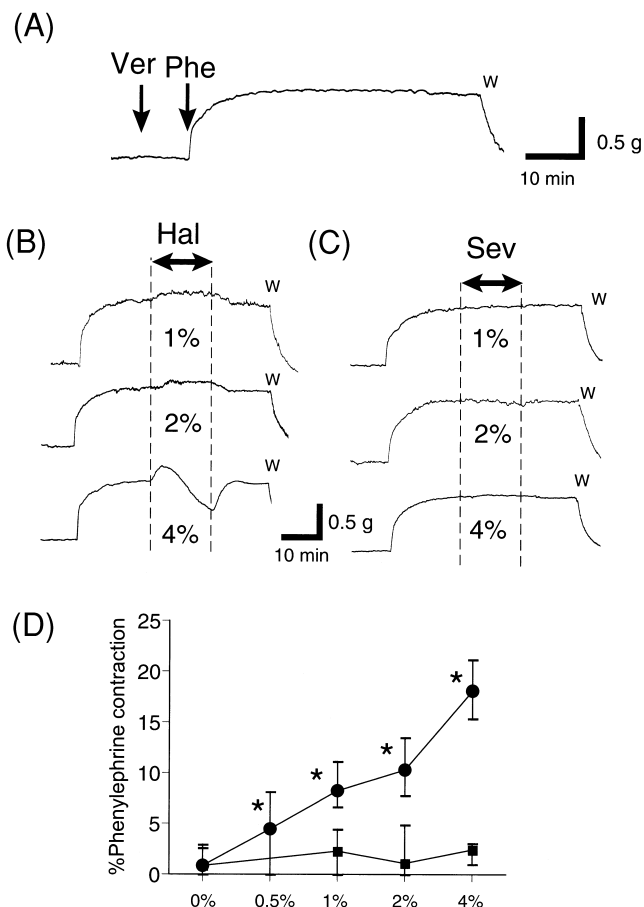 (A)
Ver Phe
W
0.5 g
10 min
(B)
Hal
W
1%
W
2%
W
4%
0.5 g
10 min
(C)
Sev
W
1%
W
2%
W
4%
(D)
%Phenylephrine contraction
25
20
15
10
5
0
* * * *
0% 0.5% 1% 2% 4%